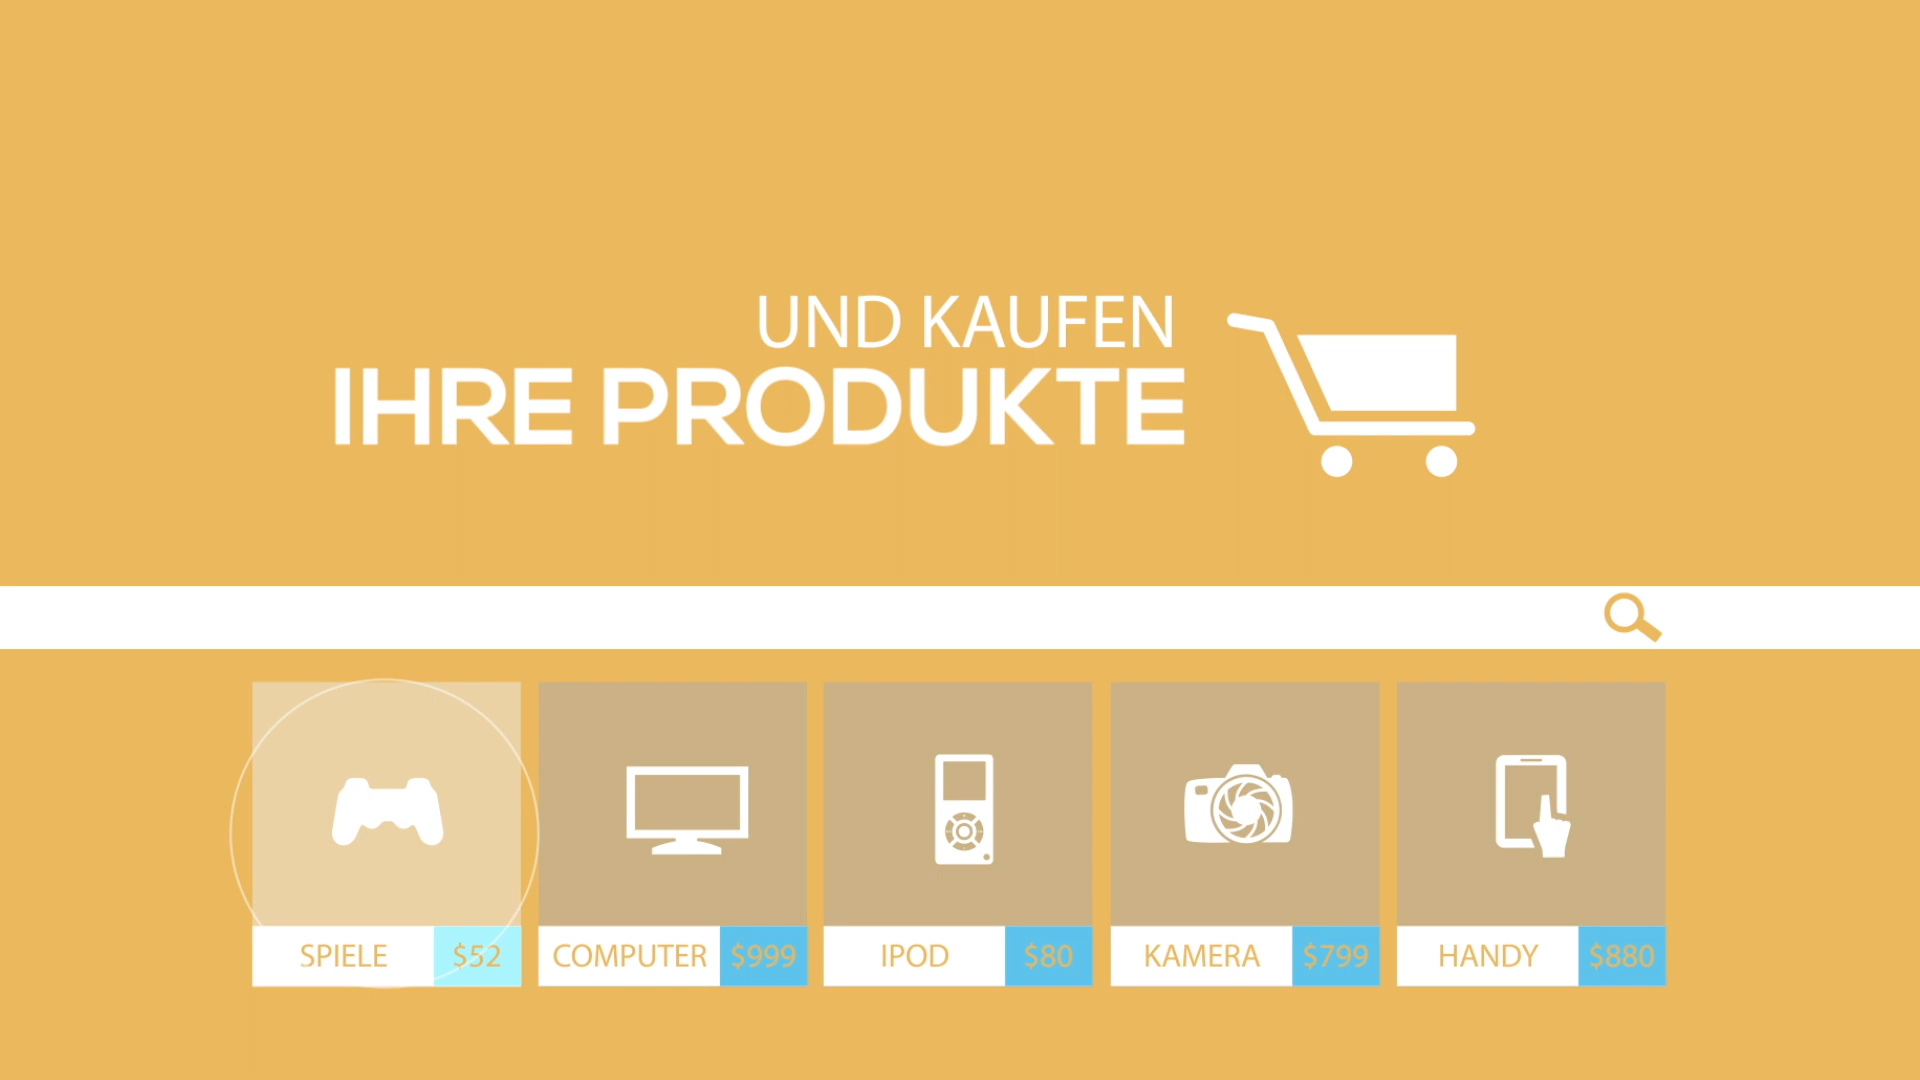 UND KAUFEN
IHRE PRODUKTE
SPIELE $52 COMPUTER $999 IPOD $80 KAMERA $799 HANDY $880